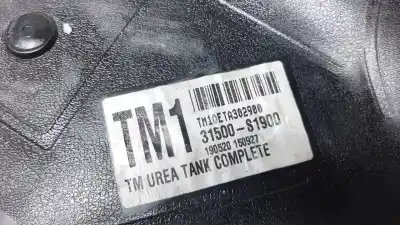 TM1
TM10ETA302980
31500-S1900
190520 150927
TM UREA TANK COMPLETE